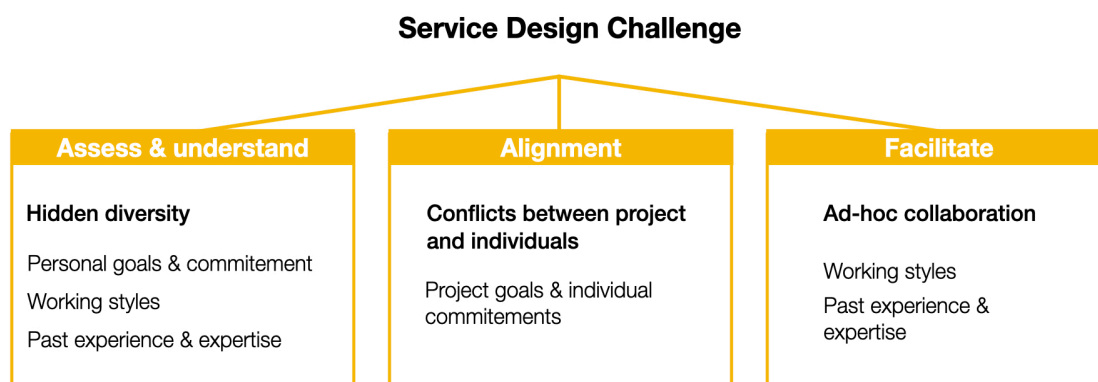 Service Design Challenge
Assess & understand
Hidden diversity
Personal goals & commitement
Working styles
Past experience & expertise
Alignment
Conflicts between project
and individuals
Project goals & individual
commitements
Facilitate
Ad-hoc collaboration
Working styles
Past experience &
expertise